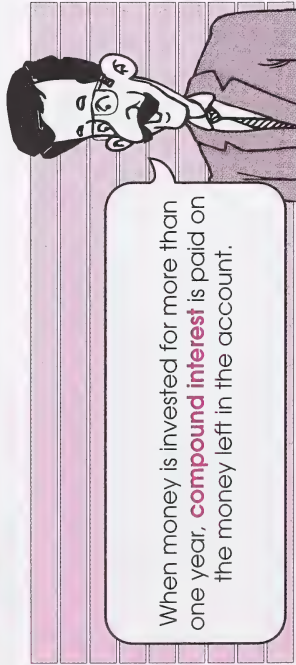 When money is invested for more than
one year, compound interest is paid on
the money left in the account.